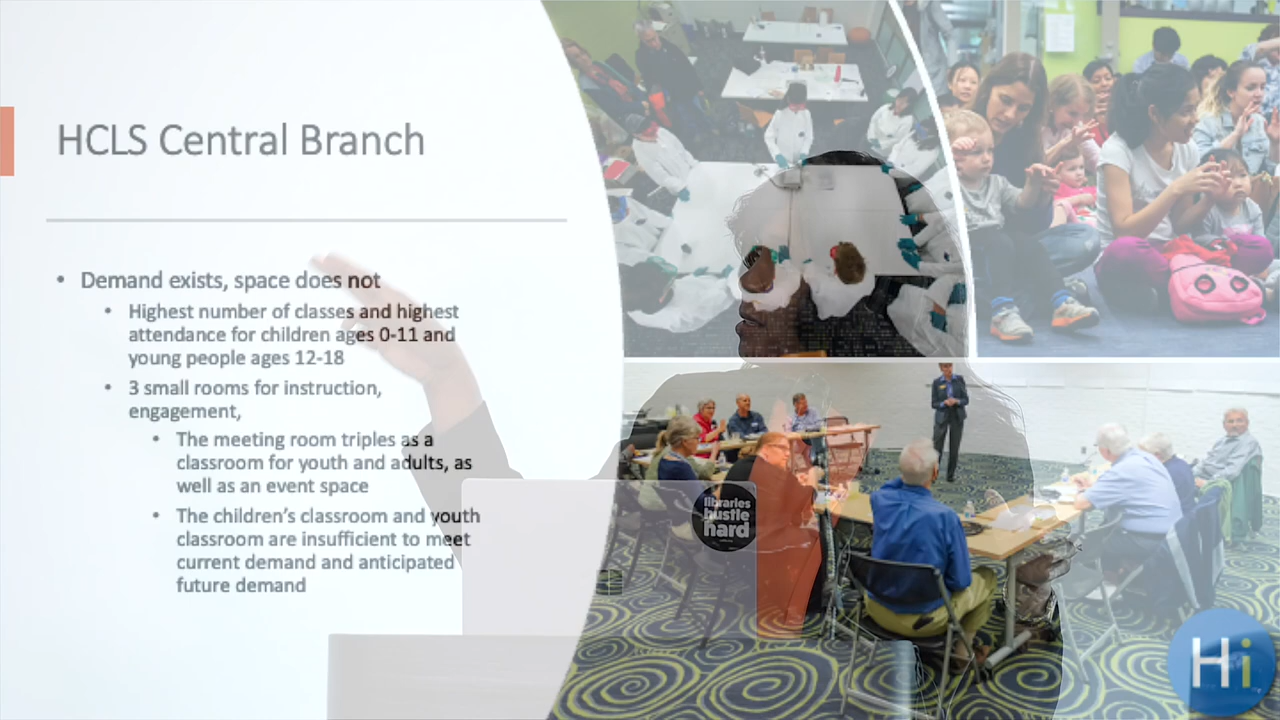 HCLS Central Branch
• Demand exists, space does not
• Highest number of classes and highest
attendance for children ages 0-11 and
young people ages 12-18
• 3 small rooms for instruction,
engagement,
• The meeting room triples as a
classroom for youth and adults, as
well as an event space
• The children’s classroom and youth
classroom are insufficient to meet
current demand and anticipated
future demand
libraries
hustle
hard
Hi